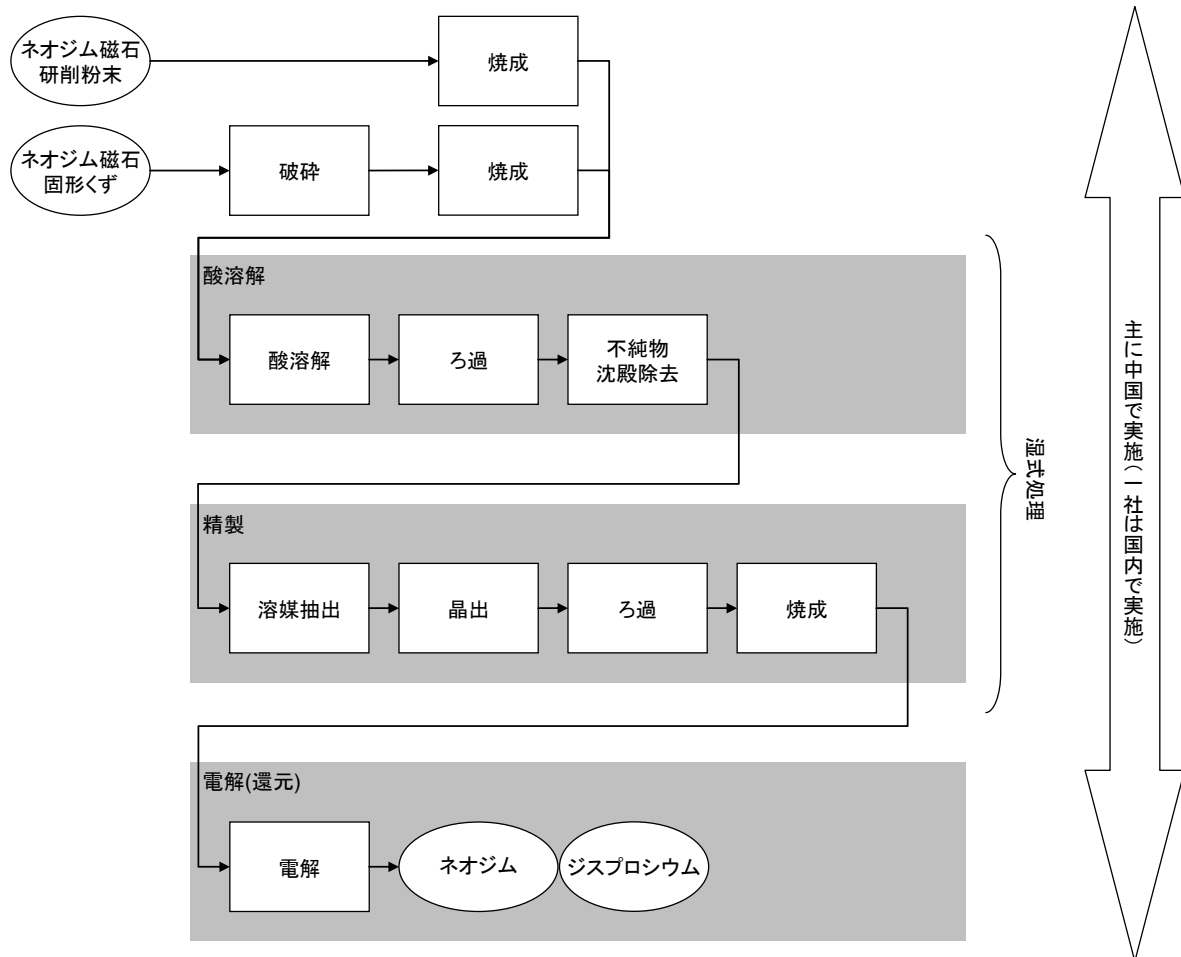 ネオジム磁石
研削粉末
焼成
ネオジム磁石
固形くず
破砕
焼成
酸溶解
酸溶解
ろ過
不純物
沈殿除去
精製
溶媒抽出
晶出
ろ過
焼成
電解(還元)
電解
ネオジム
ジスプロシウム
湿式処理
主に中国で実施(一社は国内で実施)